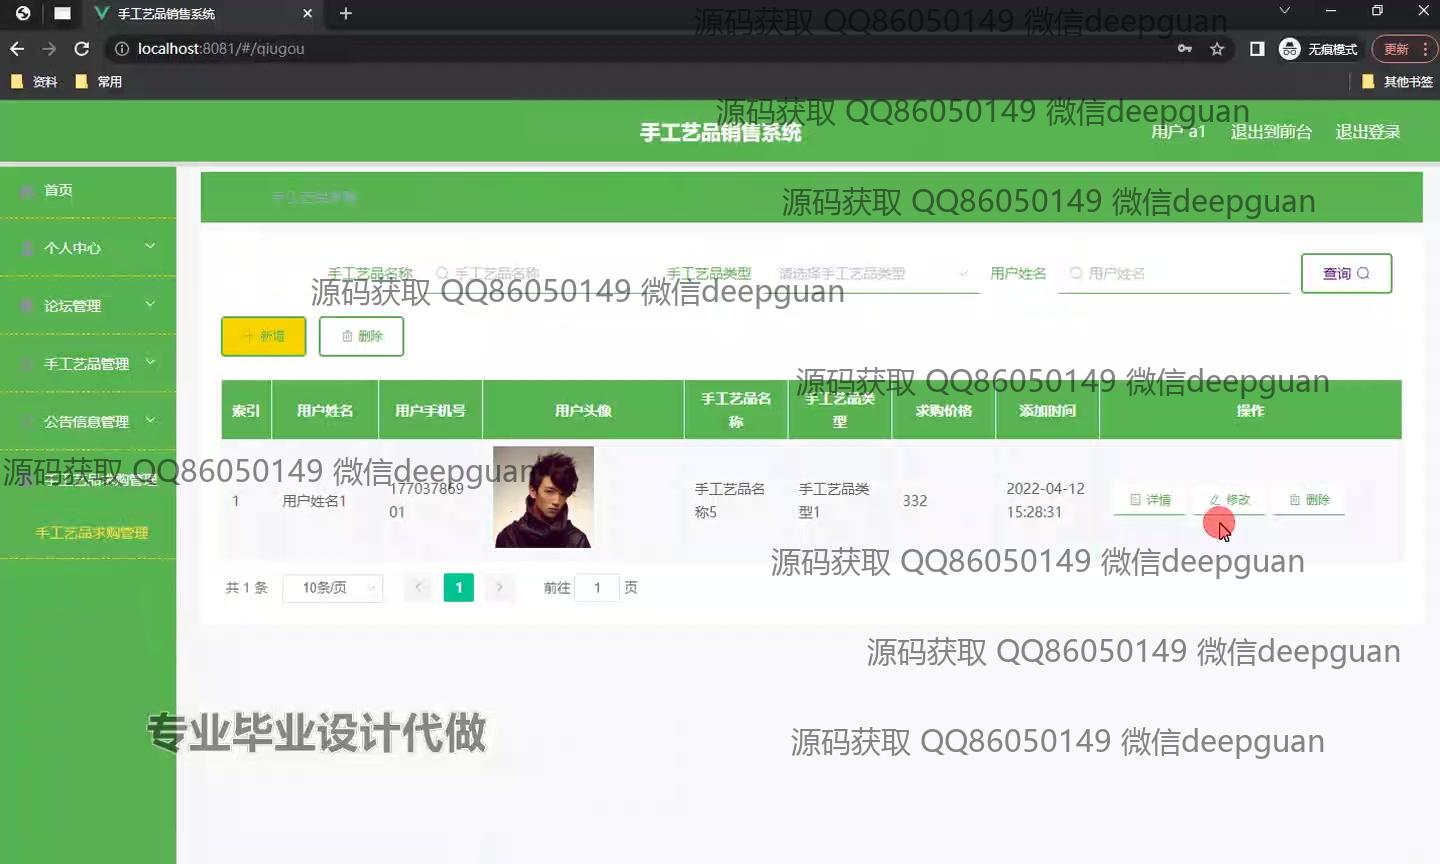 手工艺品销售系统
localhost:8081/#/qiugou
无痕模式
更新
资料
常用
其他书签
源码获取 QQ86050149 微信deepguan
源码获取 QQ86050149 微信deepguan
手工艺品销售系统
用户 a1
退出到前台
退出登录
首页
手工艺品求购
源码获取 QQ86050149 微信deepguan
个人中心
手工艺品名称
手工艺品名称
手工艺品类型
请选择手工艺品类型
用户姓名
用户姓名
查询
源码获取 QQ86050149 微信deepguan
论坛管理
新增
删除
手工艺品管理
源码获取 QQ86050149 微信deepguan
索引
用户姓名
用户手机号
用户头像
手工艺品名
称
手工艺品类
型
求购价格
添加时间
操作
公告信息管理
源码获取 QQ86050149 微信deepguan
手工艺品求购管理
1
用户姓名1
177037869
01
手工艺品名
称5
手工艺品类
型1
332
2022-04-12
15:28:31
详情
修改
删除
手工艺品求购管理
源码获取 QQ86050149 微信deepguan
共 1 条
10条/页
1
前往
1
页
源码获取 QQ86050149 微信deepguan
专业毕业设计代做
源码获取 QQ86050149 微信deepguan